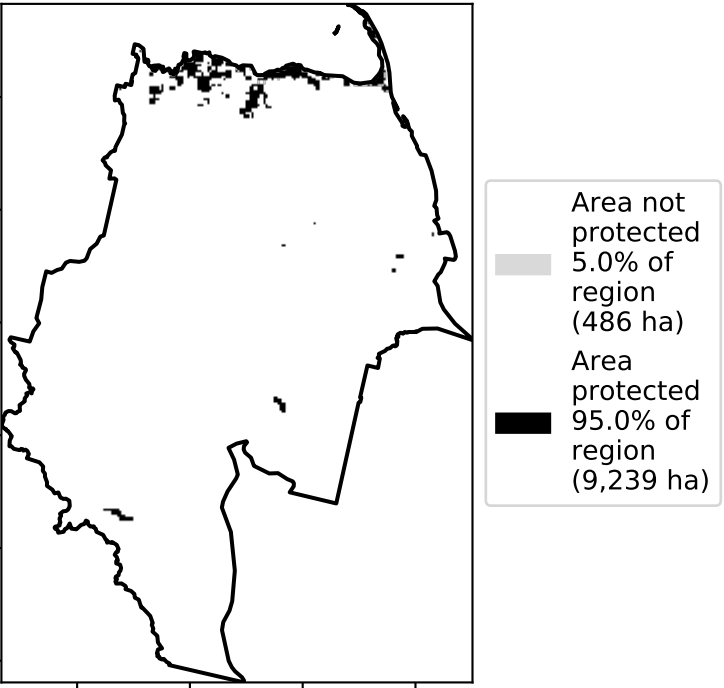 Area not
protected
5.0% of
region
(486 ha)
Area
protected
95.0% of
region
(9,239 ha)